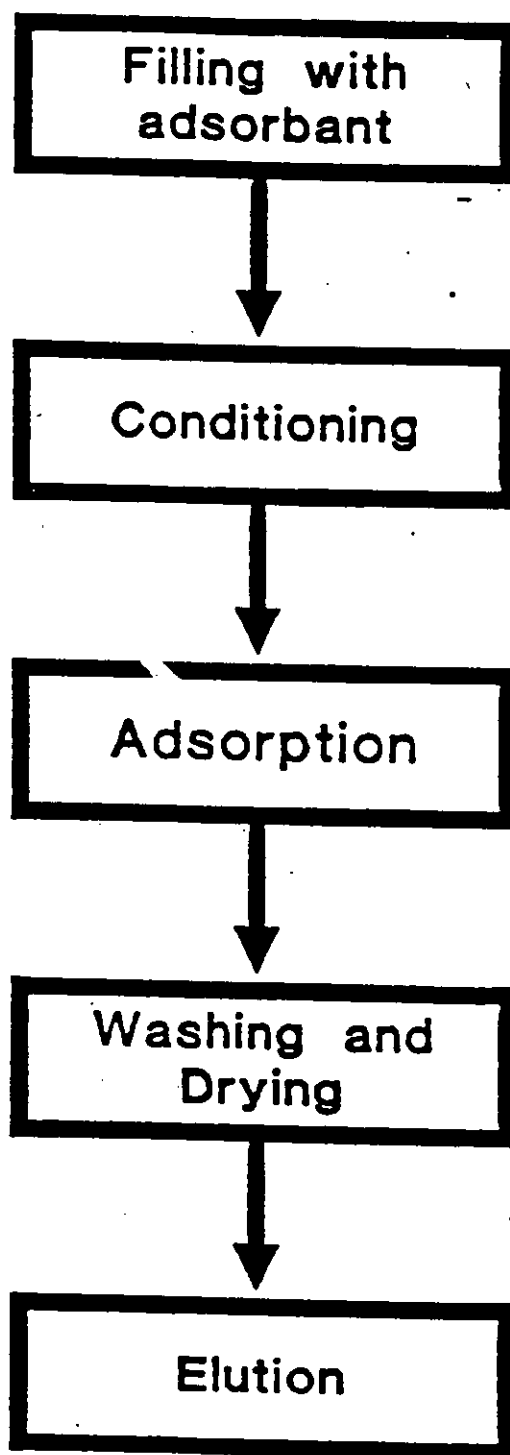 Filling with
adsorbant
Conditioning
Adsorption
Washing and
Drying
Elution